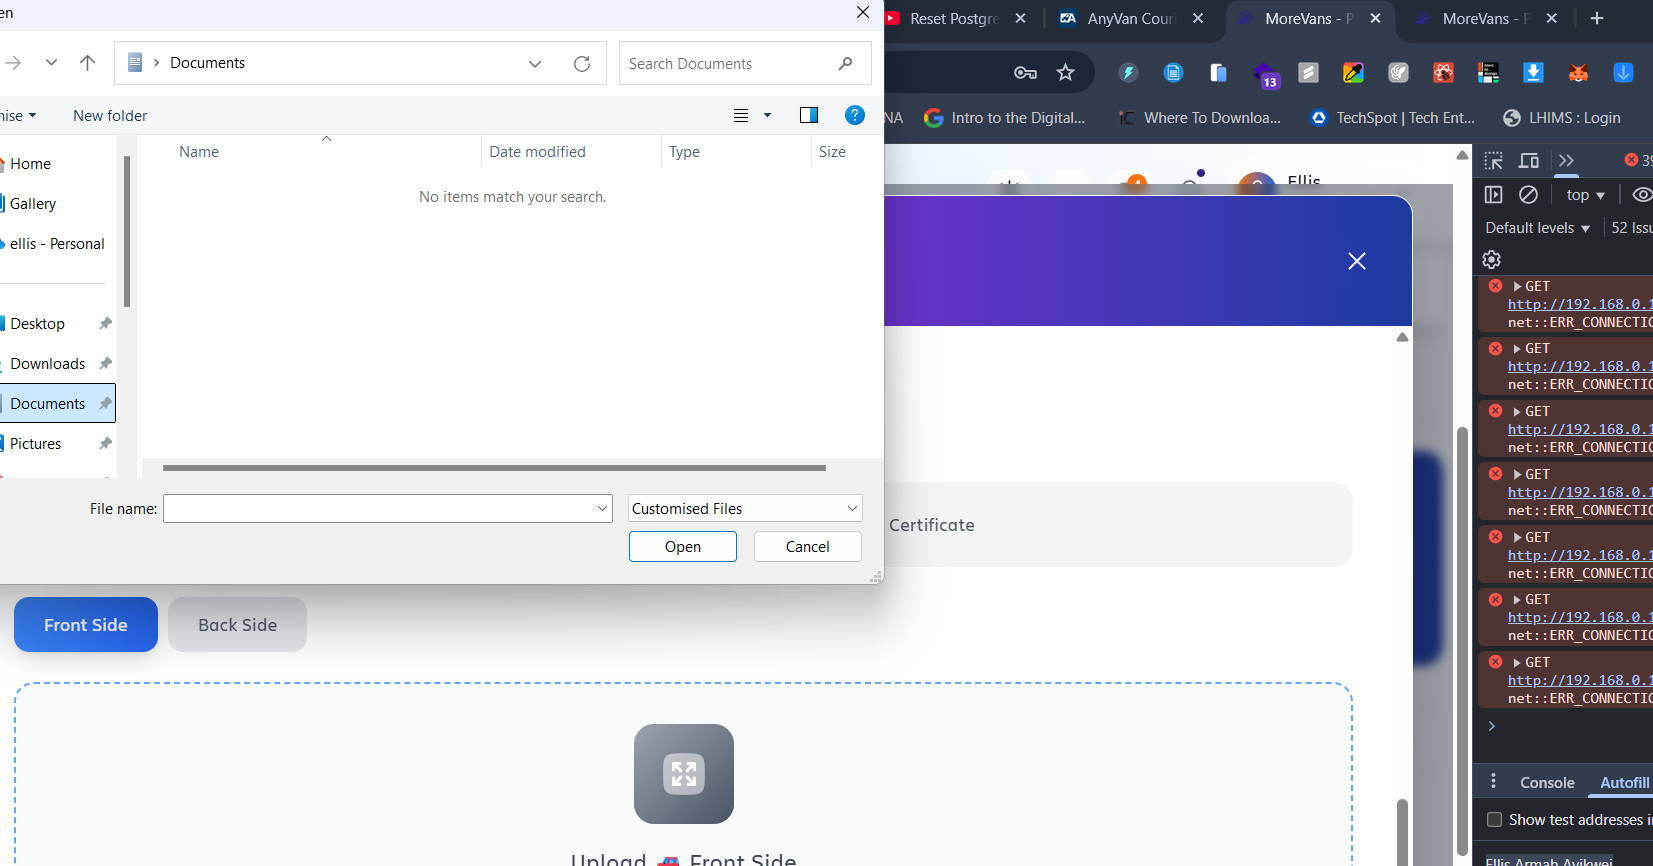 en
Documents
Search Documents
nise
New folder
Name
Date modified
Type
Size
No items match your search.
Home
Gallery
ellis - Personal
Desktop
Downloads
Documents
Pictures
File name:
Customised Files
Open
Cancel
Reset Postgre
AnyVan Couri
MoreVans - P
MoreVans - P
13
NA
Intro to the Digital...
Where To Downloa...
TechSpot | Tech Ent...
LHIMS : Login
4
Ellis
Certificate
Front Side
Back Side
Upload 🚗 Front Side
39
top
Default levels
52 Issu
GET
http://192.168.0.1
net::ERR_CONNECTIO
GET
http://192.168.0.1
net::ERR_CONNECTIO
GET
http://192.168.0.1
net::ERR_CONNECTIO
GET
http://192.168.0.1
net::ERR_CONNECTIO
GET
http://192.168.0.1
net::ERR_CONNECTIO
GET
http://192.168.0.1
net::ERR_CONNECTIO
GET
http://192.168.0.1
net::ERR_CONNECTIO
Console
Autofill
Show test addresses i
Ellis Armah Ayikwei